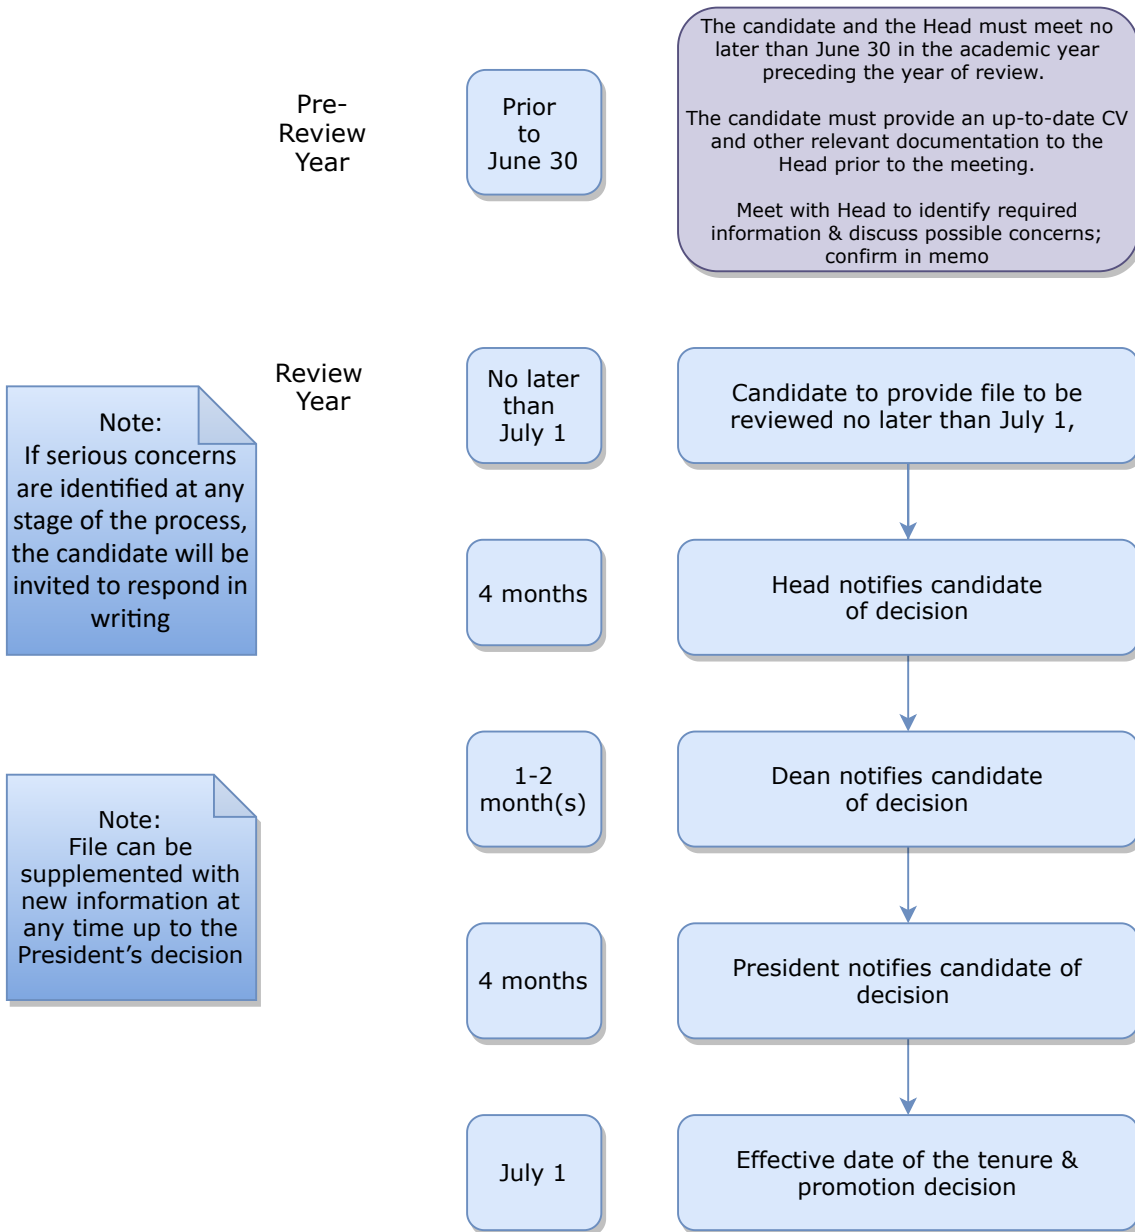 Pre-
Review
Year
Prior
to
June 30
The candidate and the Head must meet no
later than June 30 in the academic year
preceding the year of review.
The candidate must provide an up-to-date CV
and other relevant documentation to the
Head prior to the meeting.
Meet with Head to identify required
information & discuss possible concerns;
confirm in memo
Review
Year
No later
than
July 1
Candidate to provide file to be
reviewed no later than July 1,
Note:
If serious concerns
are identified at any
stage of the process,
the candidate will be
invited to respond in
writing
4 months
Head notifies candidate
of decision
1-2
month(s)
Dean notifies candidate
of decision
Note:
File can be
supplemented with
new information at
any time up to the
President’s decision
4 months
President notifies candidate of
decision
July 1
Effective date of the tenure &
promotion decision